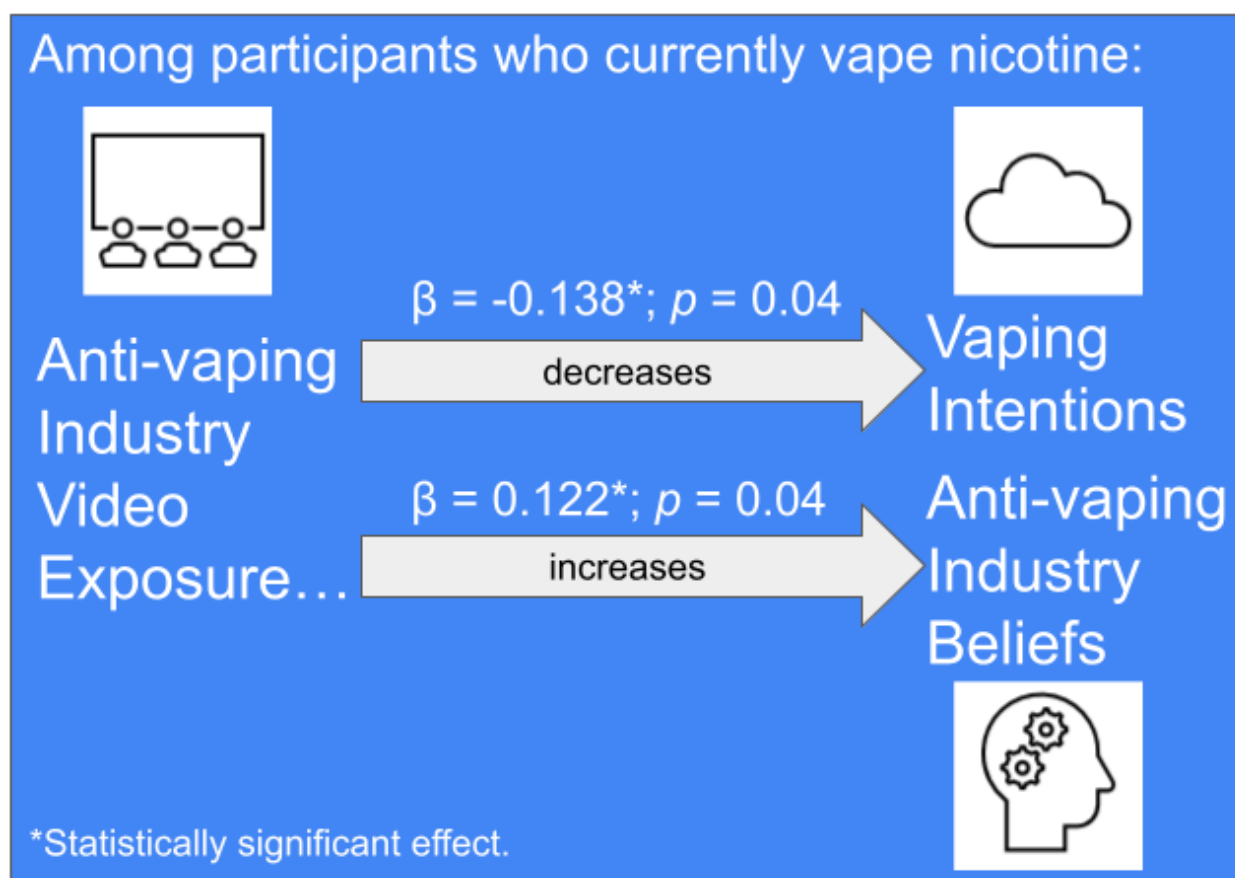 Among participants who currently vape nicotine:
Anti-vaping
Industry
Video
Exposure…
β = -0.138*; p = 0.04
decreases
β = 0.122*; p = 0.04
increases
Vaping
Intentions
Anti-vaping
Industry
Beliefs
*Statistically significant effect.